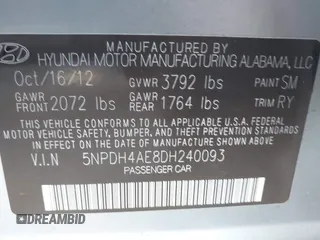 MANUFACTURED BY
HYUNDAI MOTOR MANUFACTURING ALABAMA, LLC
Oct/16/12 GVWR 3792 lbs PAINT SM
GAWR FRONT 2072 lbs GAWR REAR 1764 lbs TRIM RY
THIS VEHICLE CONFORMS TO ALL APPLICABLE U.S.A. FEDERAL
MOTOR VEHICLE SAFETY, BUMPER, AND THEFT PREVENTION
STANDARDS IN EFFECT ON THE DATE OF MANUFACTURE SHOWN ABOVE.
V.I.N 5NPDH4AE8DH240093
PASSENGER CAR
© CARDBIDDD